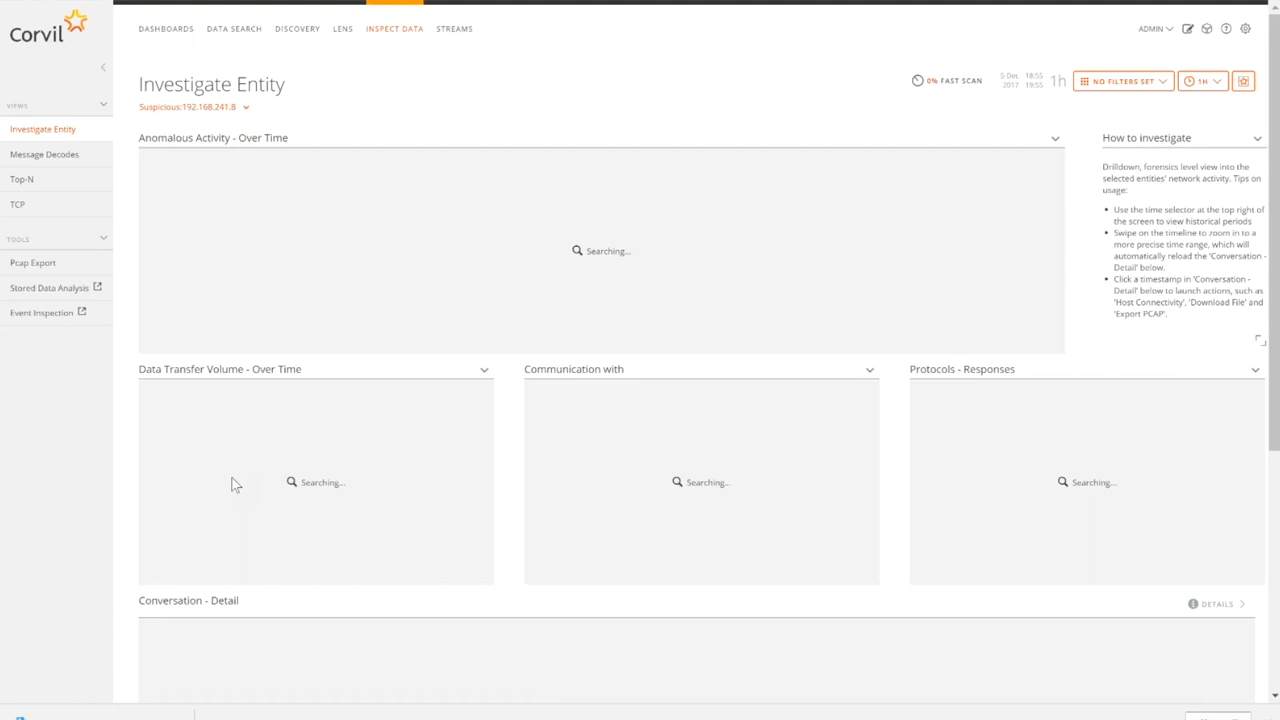 Corvil
DASHBOARDS DATA SEARCH DISCOVERY LENS INSPECT DATA STREAMS
ADMIN
Investigate Entity
Suspicious:192.168.241.8
0% FAST SCAN
5 Dec 18:55
2017 19:55
1h
NO FILTERS SET
1H
VIEWS
Investigate Entity
Message Decodes
Top-N
TCP
TOOLS
Pcap Export
Stored Data Analysis
Event Inspection
Anomalous Activity - Over Time
Searching...
How to investigate
Drilldown, forensics level view into the
selected entities' network activity. Tips on
usage:
• Use the time selector at the top right of
the screen to view historical periods
• Swipe on the timeline to zoom in to a
more precise time range, which will
automatically reload the 'Conversation -
Detail' below.
• Click a timestamp in 'Conversation -
Detail' below to launch actions, such as
'Host Connectivity', 'Download File' and
'Export PCAP'.
Data Transfer Volume - Over Time
Searching...
Communication with
Searching...
Protocols - Responses
Searching...
Conversation - Detail
DETAILS